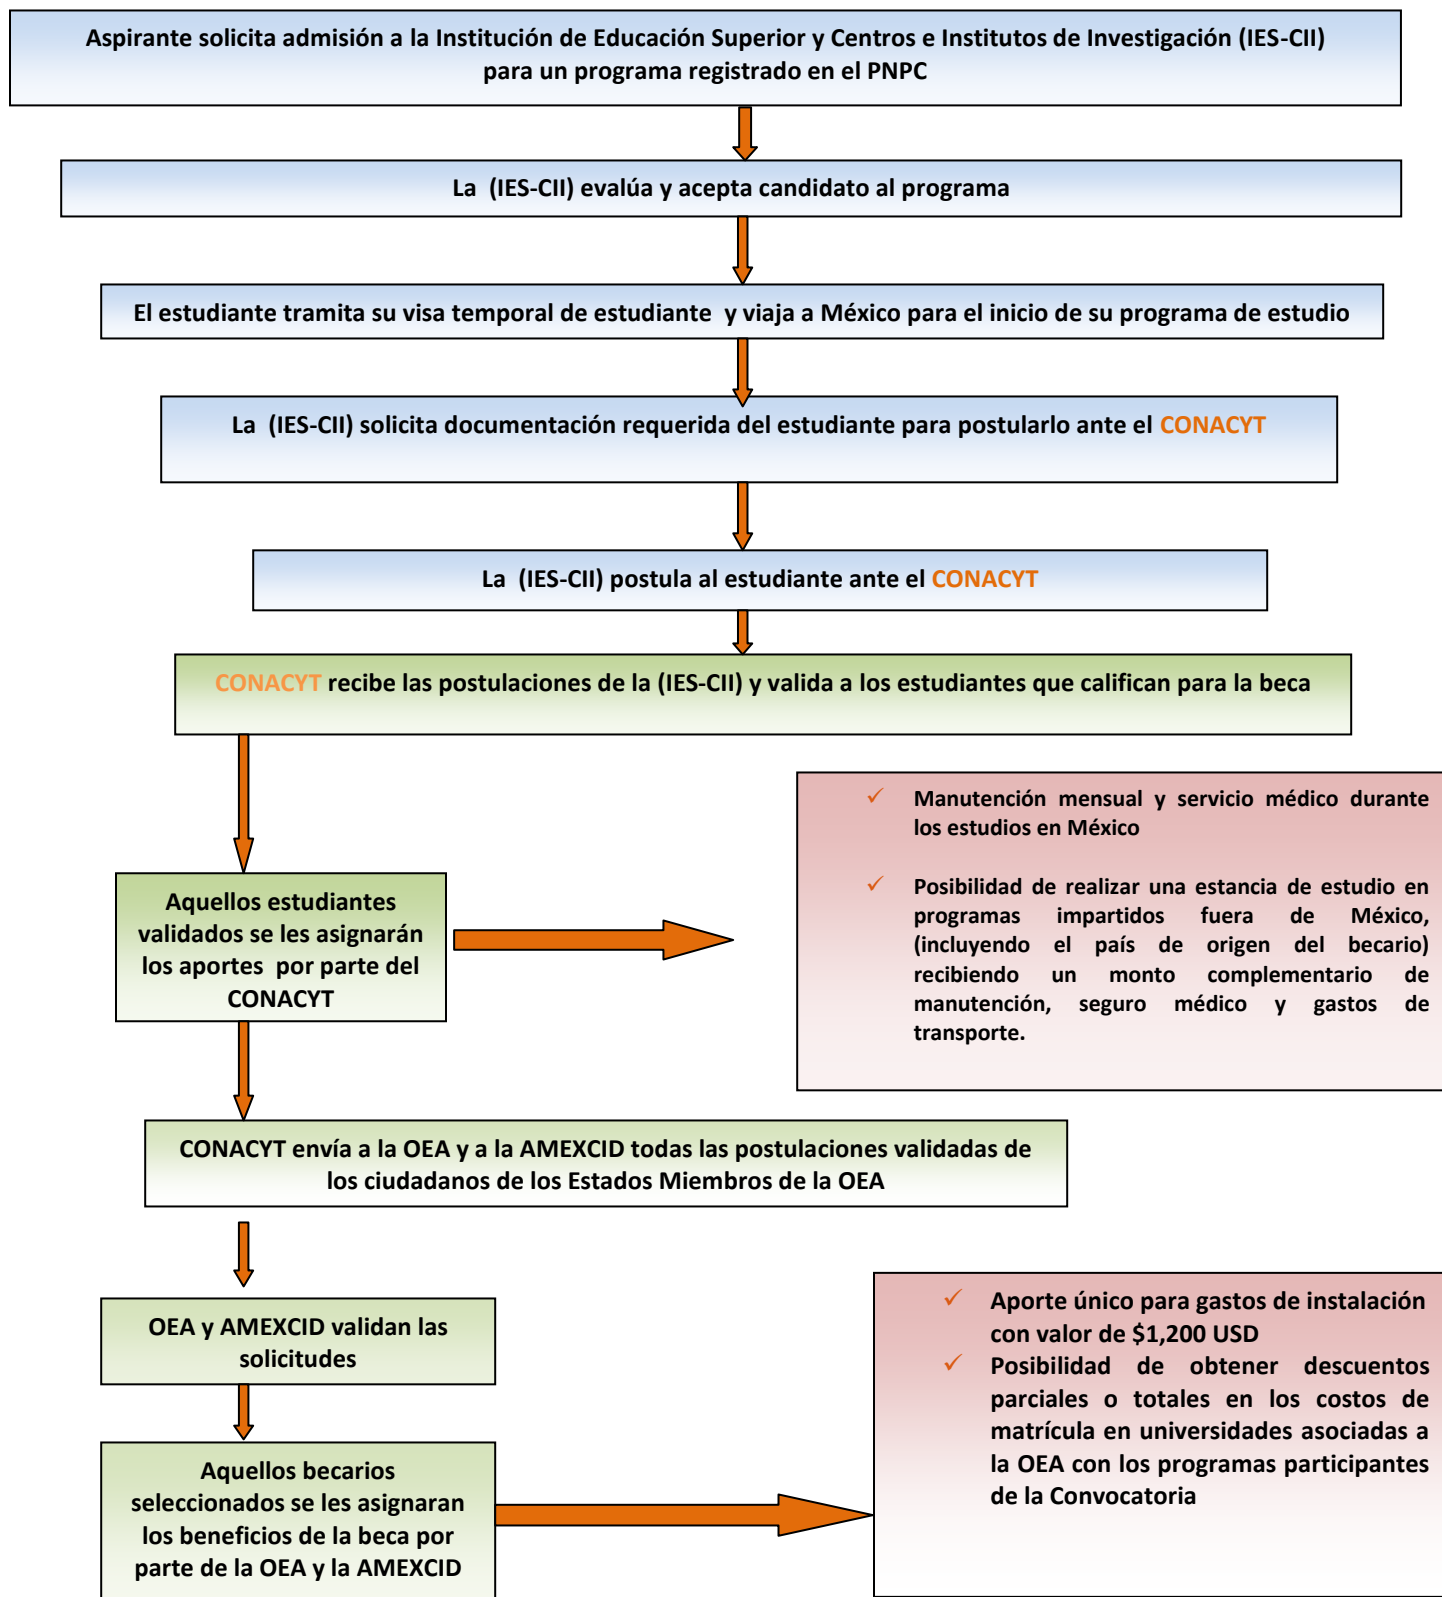 Aspirante solicita admisión a la Institución de Educación Superior y Centros e Institutos de Investigación (IES-CII)
para un programa registrado en el PNPC
La (IES-CII) evalúa y acepta candidato al programa
El estudiante tramita su visa temporal de estudiante y viaja a México para el inicio de su programa de estudio
La (IES-CII) solicita documentación requerida del estudiante para postularlo ante el CONACYT
La (IES-CII) postula al estudiante ante el CONACYT
CONACYT recibe las postulaciones de la (IES-CII) y valida a los estudiantes que califican para la beca
✓ Manutención mensual y servicio médico durante
los estudios en México
✓ Posibilidad de realizar una estancia de estudio en
programas impartidos fuera de México,
(incluyendo el país de origen del becario)
recibiendo un monto complementario de
manutención, seguro médico y gastos de
transporte.
Aquellos estudiantes
validados se les asignarán
los aportes por parte del
CONACYT
CONACYT envía a la OEA y a la AMEXCID todas las postulaciones validadas de
los ciudadanos de los Estados Miembros de la OEA
OEA y AMEXCID validan las
solicitudes
✓ Aporte único para gastos de instalación
con valor de $1,200 USD
✓ Posibilidad de obtener descuentos
parciales o totales en los costos de
matrícula en universidades asociadas a
la OEA con los programas participantes
de la Convocatoria
Aquellos becarios
seleccionados se les asignaran
los beneficios de la beca por
parte de la OEA y la AMEXCID